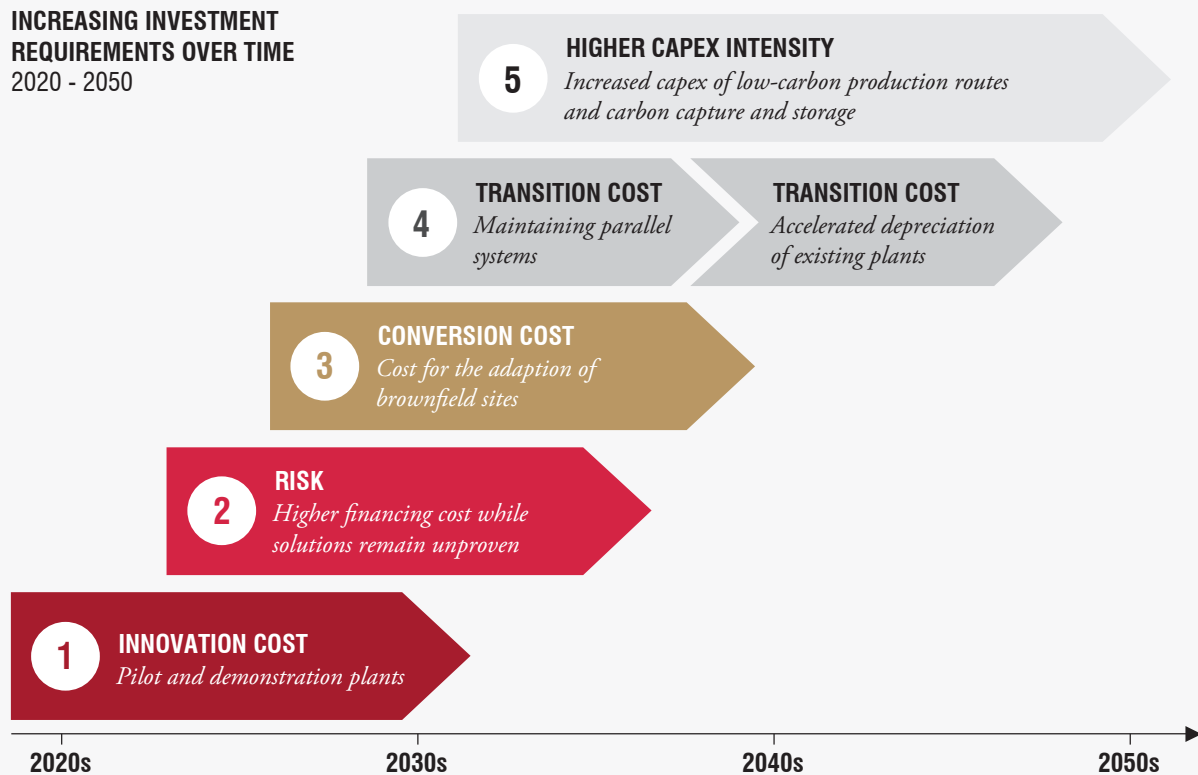 INCREASING INVESTMENT
REQUIREMENTS OVER TIME
2020 - 2050
5
HIGHER CAPEX INTENSITY
Increased capex of low-carbon production routes
and carbon capture and storage
4
TRANSITION COST
Maintaining parallel
systems
TRANSITION COST
Accelerated depreciation
of existing plants
3
CONVERSION COST
Cost for the adaption of
brownfield sites
2
RISK
Higher financing cost while
solutions remain unproven
1
INNOVATION COST
Pilot and demonstration plants
2020s
2030s
2040s
2050s